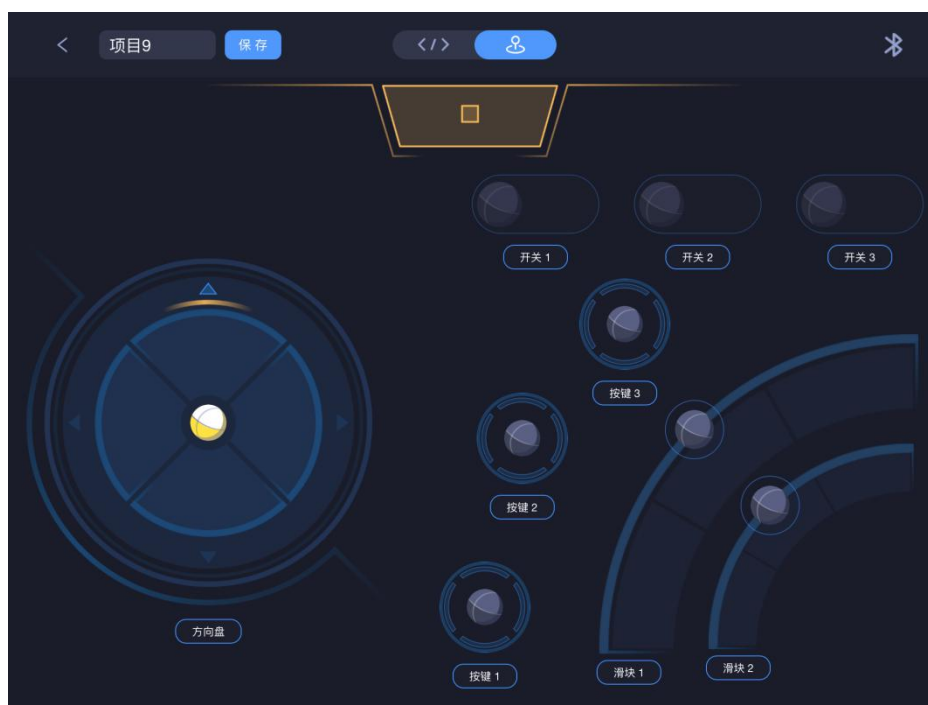 项目9
保存
</>
开关 1
开关 2
开关 3
按键 3
按键 2
方向盘
按键 1
滑块 1
滑块 2